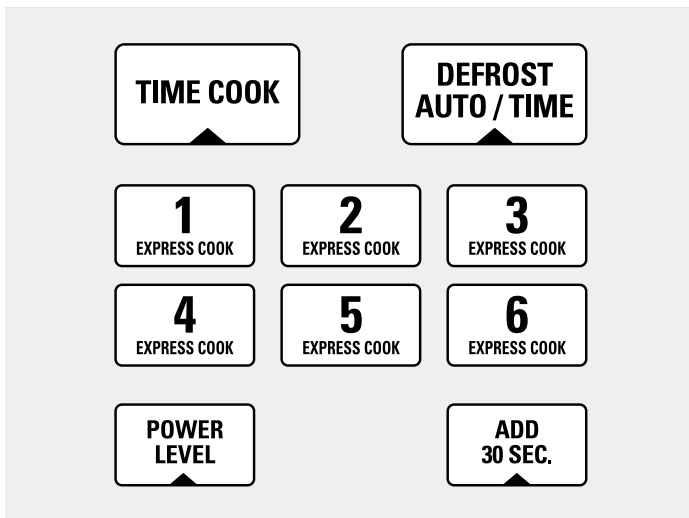 TIME COOK
DEFROST
AUTO / TIME
1
EXPRESS COOK
2
EXPRESS COOK
3
EXPRESS COOK
4
EXPRESS COOK
5
EXPRESS COOK
6
EXPRESS COOK
POWER
LEVEL
ADD
30 SEC.